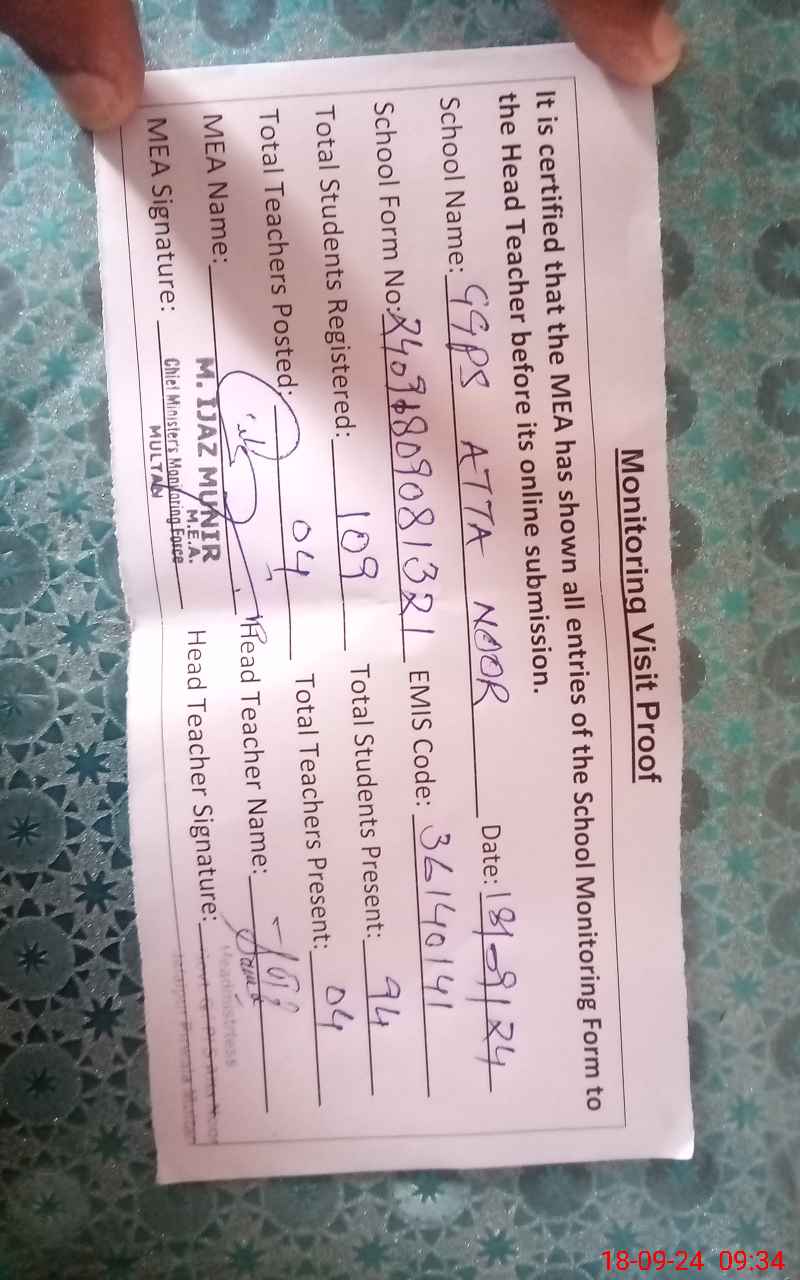 Monitoring Visit Proof
It is certified that the MEA has shown all entries of the School Monitoring Form to
the Head Teacher before its online submission.
School Name: GGPS ATTA NOOR Date: 18/09/24
School Form No: 24091809081321 EMIS Code: 36140141
Total Students Registered: 109 Total Students Present: 94
Total Teachers Posted: 04 Total Teachers Present: 04
MEA Name: Head Teacher Name:
MEA Signature: Head Teacher Signature:
M. IJAZ MUNIR
M.E.A.
Chief Minister's Monitoring Force
MULTAN
Headmistress
18-09-24 09:34